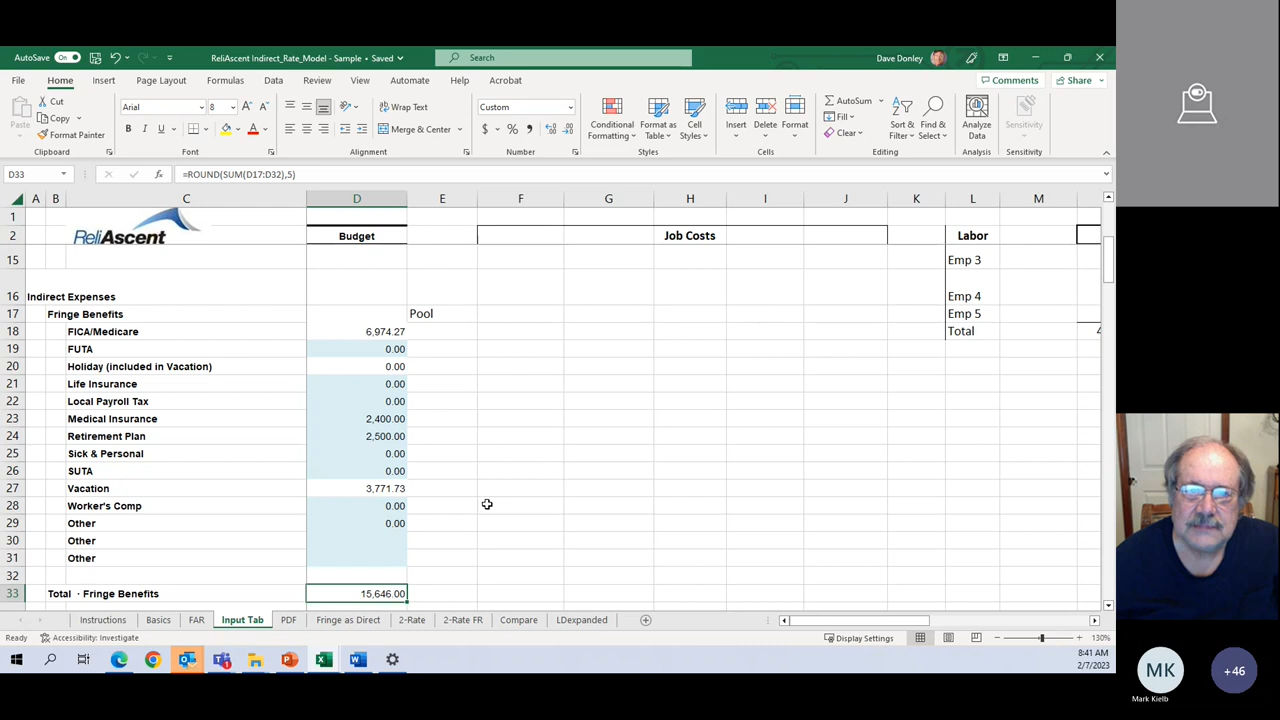 AutoSave On ReliAscent Indirect_Rate_Model - Sample • Saved Search Dave Donley
File Home Insert Page Layout Formulas Data Review View Automate Help Acrobat Comments Share
Paste Cut Copy Format Painter Clipboard
Arial 8 A A B I U A Font
Wrap Text Merge & Center Alignment
Custom $ % , Number
Conditional Formatting Format as Table Cell Styles Styles
Insert Delete Format Cells
AutoSum Fill Clear Sort & Filter Find & Select Editing
Analyze Data Analysis
Sensitivity Sensitivity
D33 fx =ROUND(SUM(D17:D32),5)
A B C D E F G H I J K L M
1
2 ReliAscent Budget Job Costs Labor
15 Emp 3
16 Indirect Expenses Emp 4
17 Fringe Benefits Pool Emp 5
18 FICA/Medicare 6,974.27 Total 4
19 FUTA 0.00
20 Holiday (included in Vacation) 0.00
21 Life Insurance 0.00
22 Local Payroll Tax 0.00
23 Medical Insurance 2,400.00
24 Retirement Plan 2,500.00
25 Sick & Personal 0.00
26 SUTA 0.00
27 Vacation 3,771.73
28 Worker's Comp 0.00
29 Other 0.00
30 Other
31 Other
32
33 Total · Fringe Benefits 15,646.00
Instructions Basics FAR Input Tab PDF Fringe as Direct 2-Rate 2-Rate FR Compare LDexpanded
Ready Accessibility: Investigate Display Settings 130%
8:41 AM
2/7/2023
MK
Mark Kielb
+46